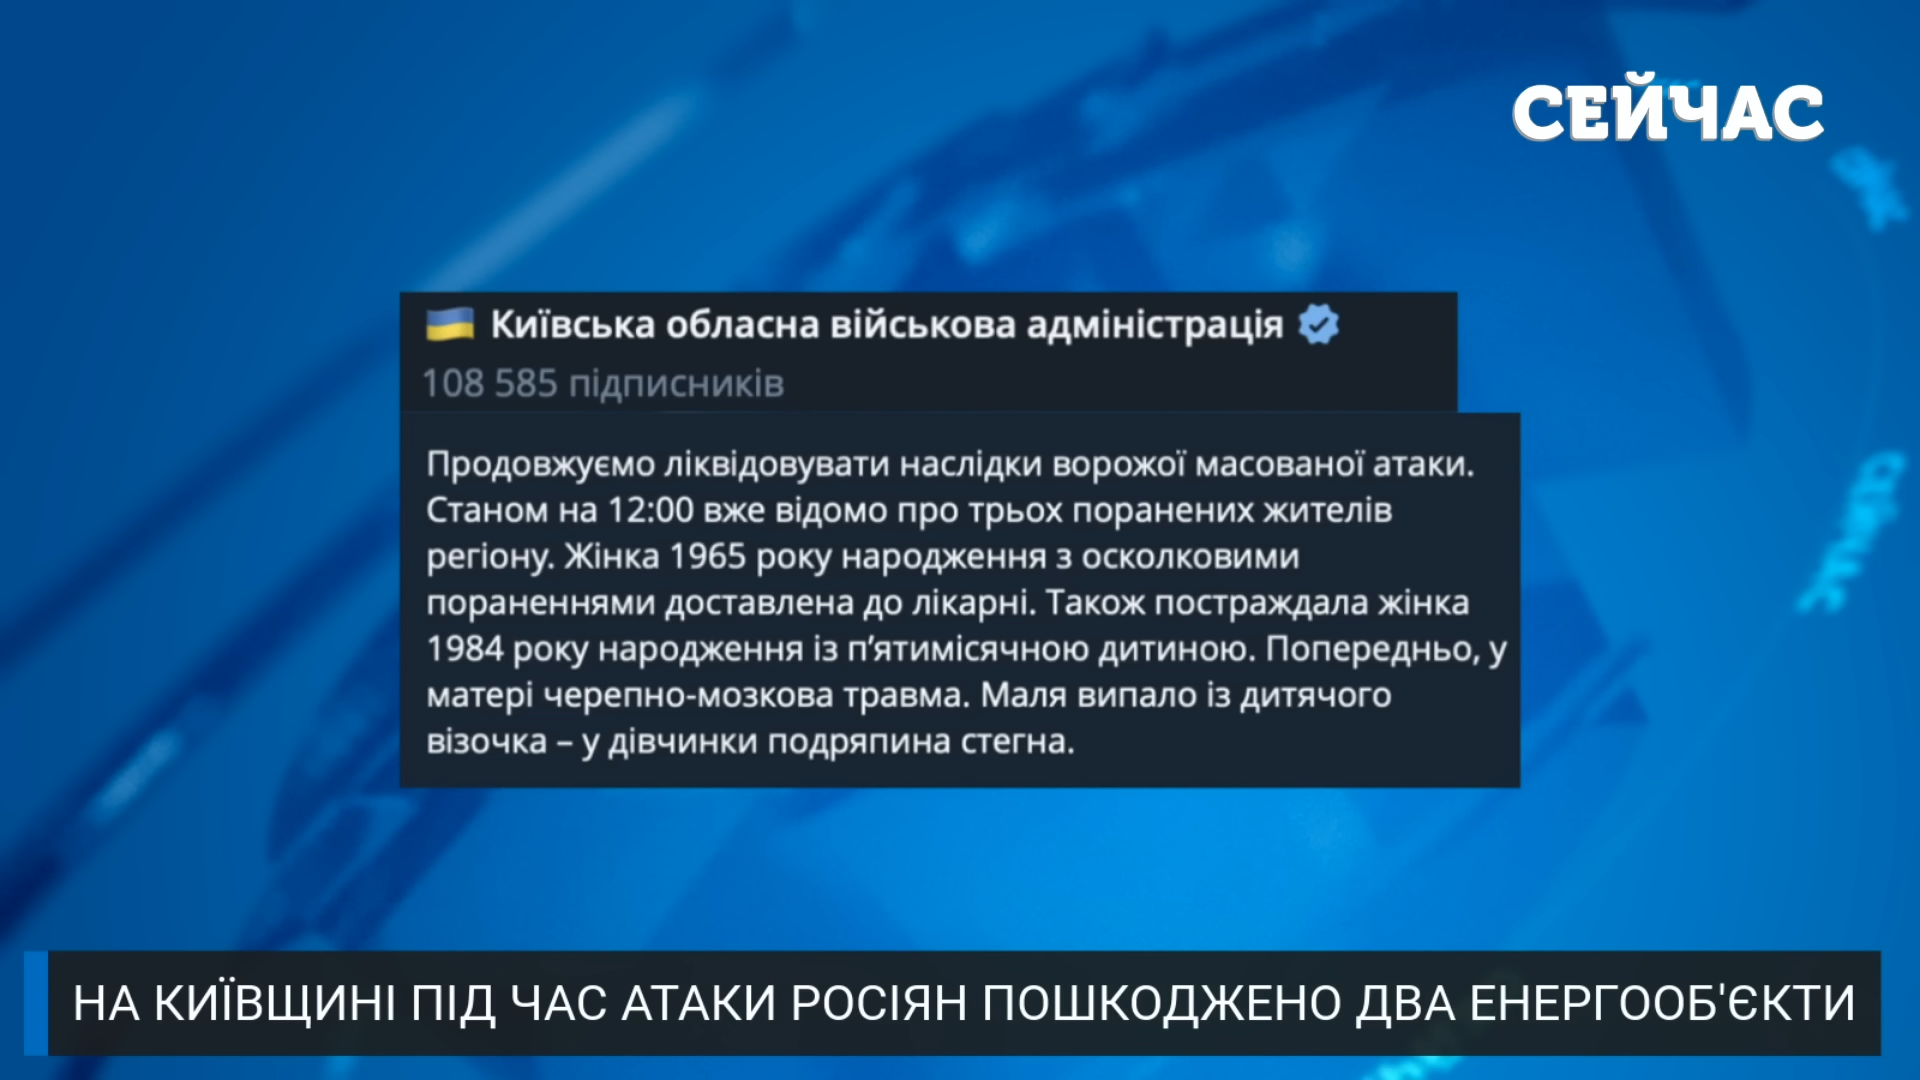 СЕЙЧАС
Київська обласна військова адміністрація
108 585 підписників
Продовжуємо ліквідовувати наслідки ворожої масованої атаки.
Станом на 12:00 вже відомо про трьох поранених жителів
регіону. Жінка 1965 року народження з осколковими
пораненнями доставлена до лікарні. Також постраждала жінка
1984 року народження із п’ятимісячною дитиною. Попередньо, у
матері черепно-мозкова травма. Маля випало із дитячого
візочка – у дівчинки подряпина стегна.
НА КИЇВЩИНІ ПІД ЧАС АТАКИ РОСІЯН ПОШКОДЖЕНО ДВА ЕНЕРГООБ'ЄКТИ